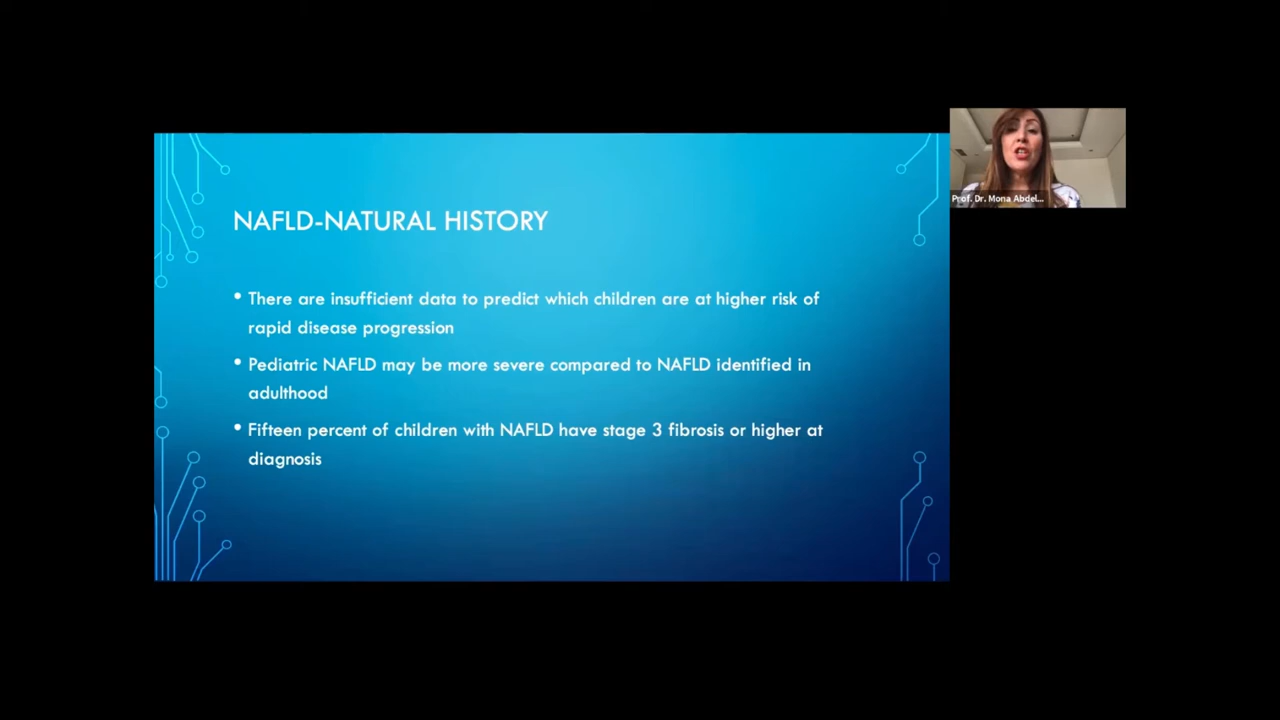 NAFLD-NATURAL HISTORY
• There are insufficient data to predict which children are at higher risk of
rapid disease progression
• Pediatric NAFLD may be more severe compared to NAFLD identified in
adulthood
• Fifteen percent of children with NAFLD have stage 3 fibrosis or higher at
diagnosis
Prof. Dr. Mona Abdel...